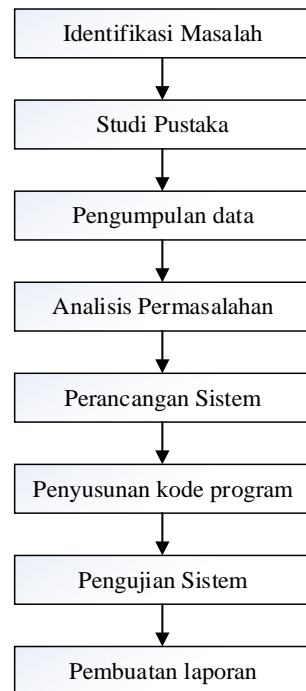 Identifikasi Masalah
Studi Pustaka
Pengumpulan data
Analisis Permasalahan
Perancangan Sistem
Penyusunan kode program
Pengujian Sistem
Pembuatan laporan